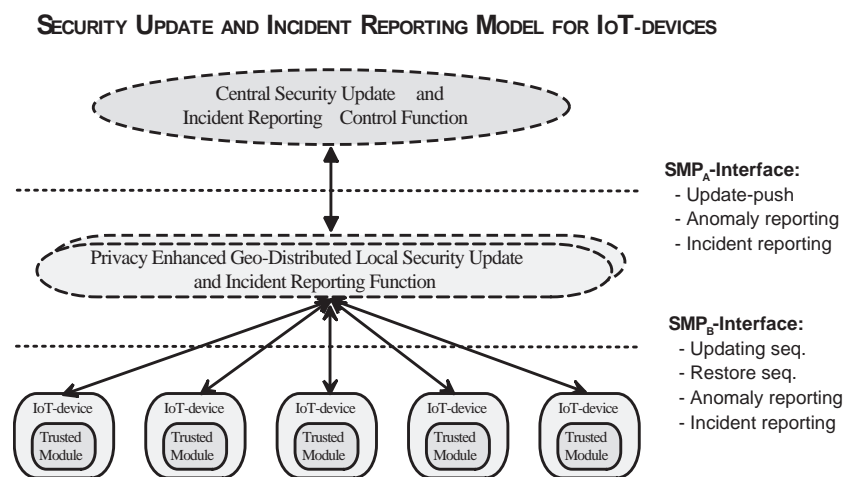 SECURITY UPDATE AND INCIDENT REPORTING MODEL FOR IOT-DEVICES
Central Security Update and
Incident Reporting Control Function
SMPA-Interface:
- Update-push
- Anomaly reporting
- Incident reporting
Privacy Enhanced Geo-Distributed Local Security Update
and Incident Reporting Function
SMPB-Interface:
- Updating seq.
- Restore seq.
- Anomaly reporting
- Incident reporting
IoT-device
Trusted
Module
IoT-device
Trusted
Module
IoT-device
Trusted
Module
IoT-device
Trusted
Module
IoT-device
Trusted
Module